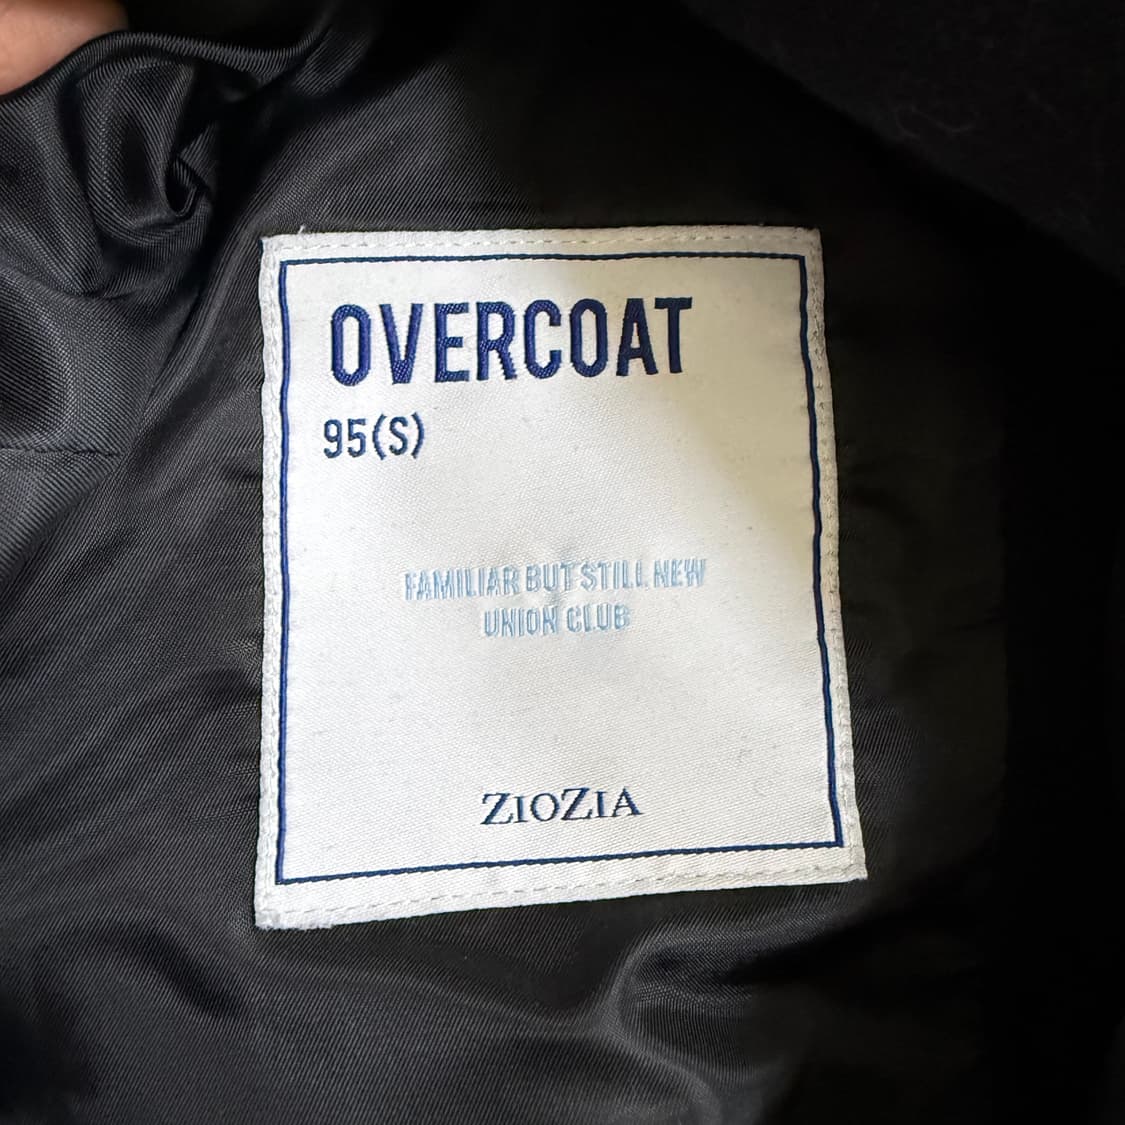 OVERCOAT
95(S)
FAMILIAR BUT STILL NEW
UNION CLUB
ZIOZIA